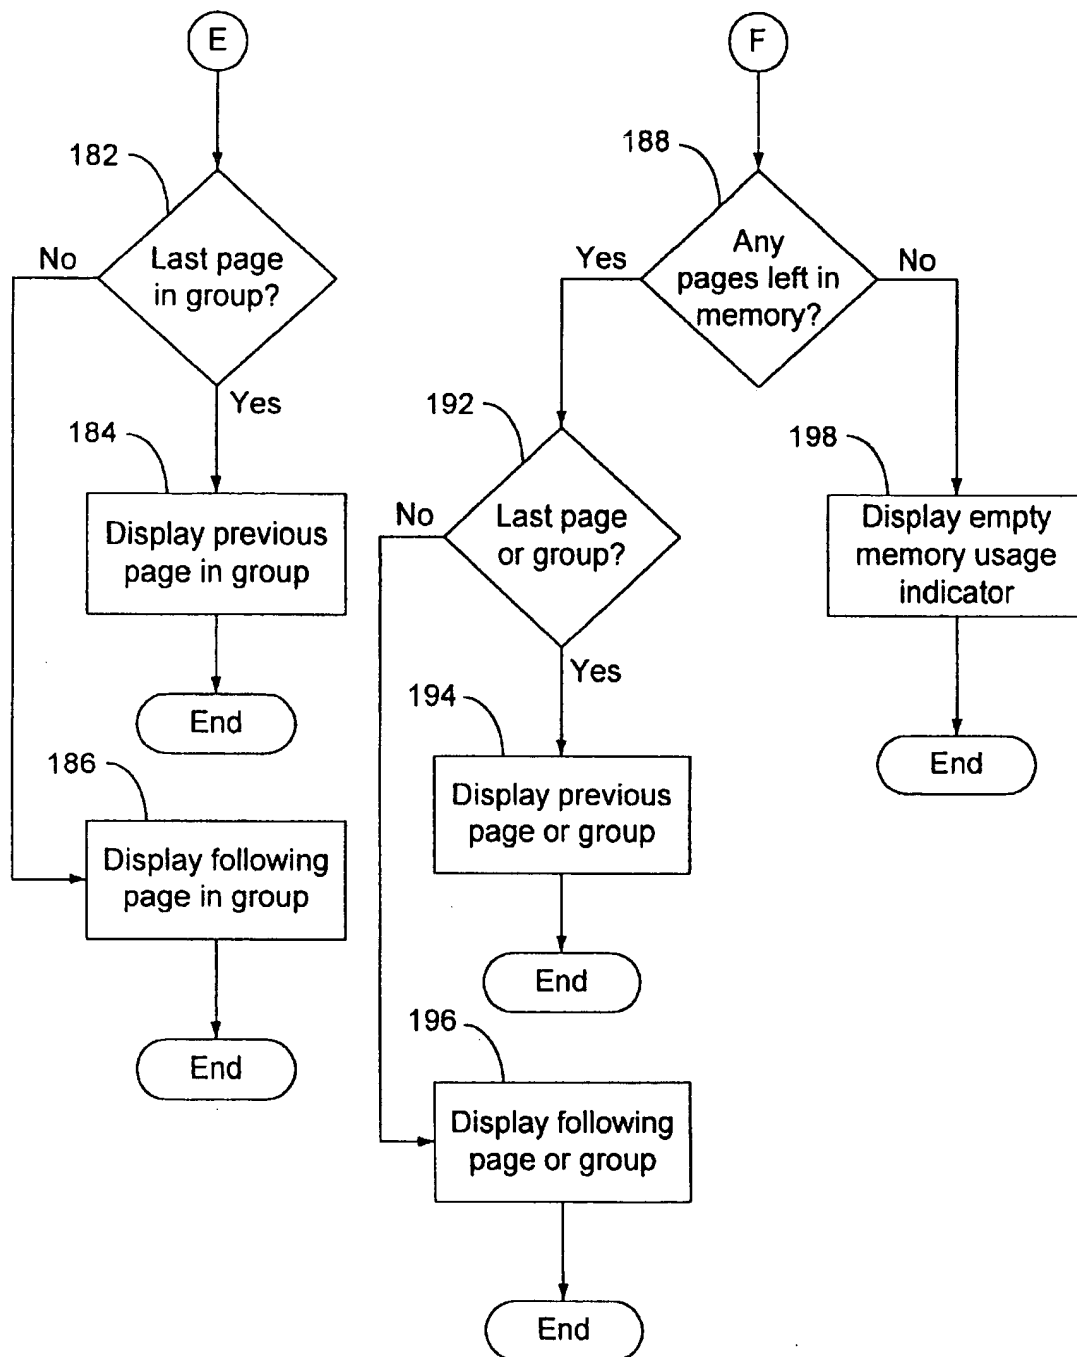 E
182
No
Last page
in group?
Yes
184
Display previous
page in group
End
186
Display following
page in group
End
F
188
Any
pages left in
memory?
Yes
No
192
No
Last page
or group?
Yes
194
Display previous
page or group
End
196
Display following
page or group
End
198
Display empty
memory usage
indicator
End